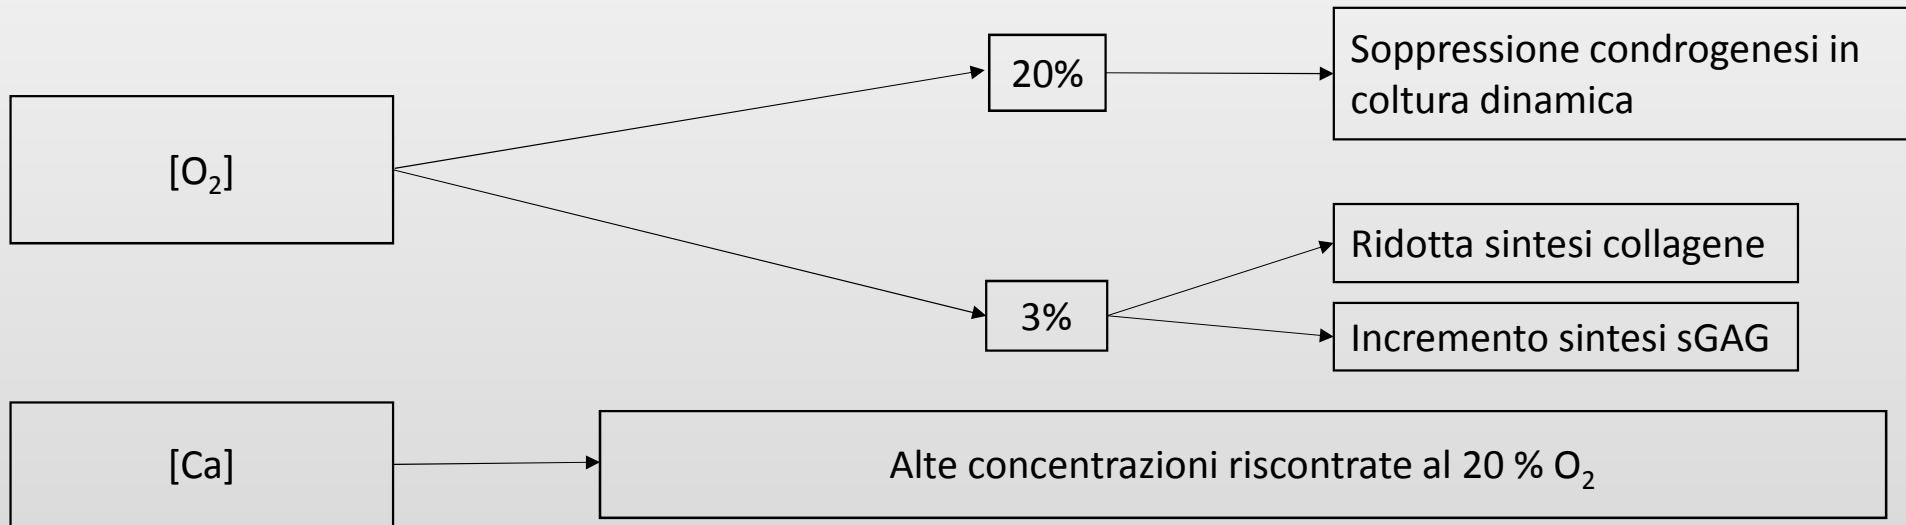 [O₂]
20%
Soppressione condrogenesi in
coltura dinamica
3%
Ridotta sintesi collagene
Incremento sintesi sGAG
[Ca]
Alte concentrazioni riscontrate al 20 % O₂